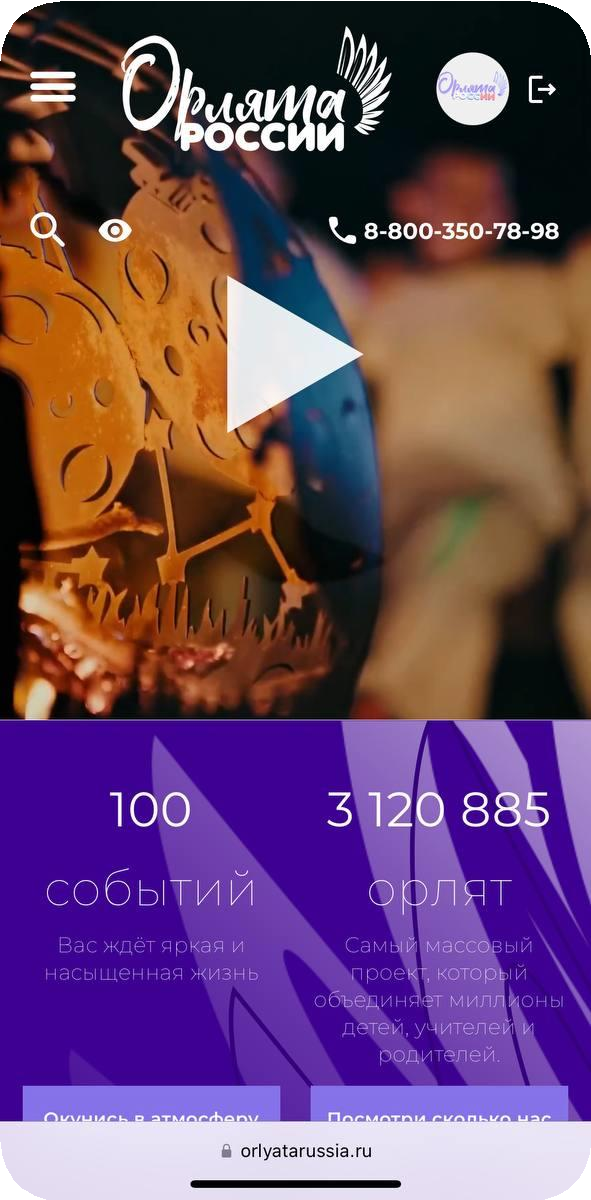 Орлята
РОССИИ
Орлята
РОССИИ
8-800-350-78-98
100
событий
Вас ждёт яркая и
насыщенная жизнь
3 120 885
орлят
Самый массовый
проект, который
объединяет миллионы
детей, учителей и
родителей.
Окунись в атмосферу
Посмотри сколько нас
orlyatarussia.ru